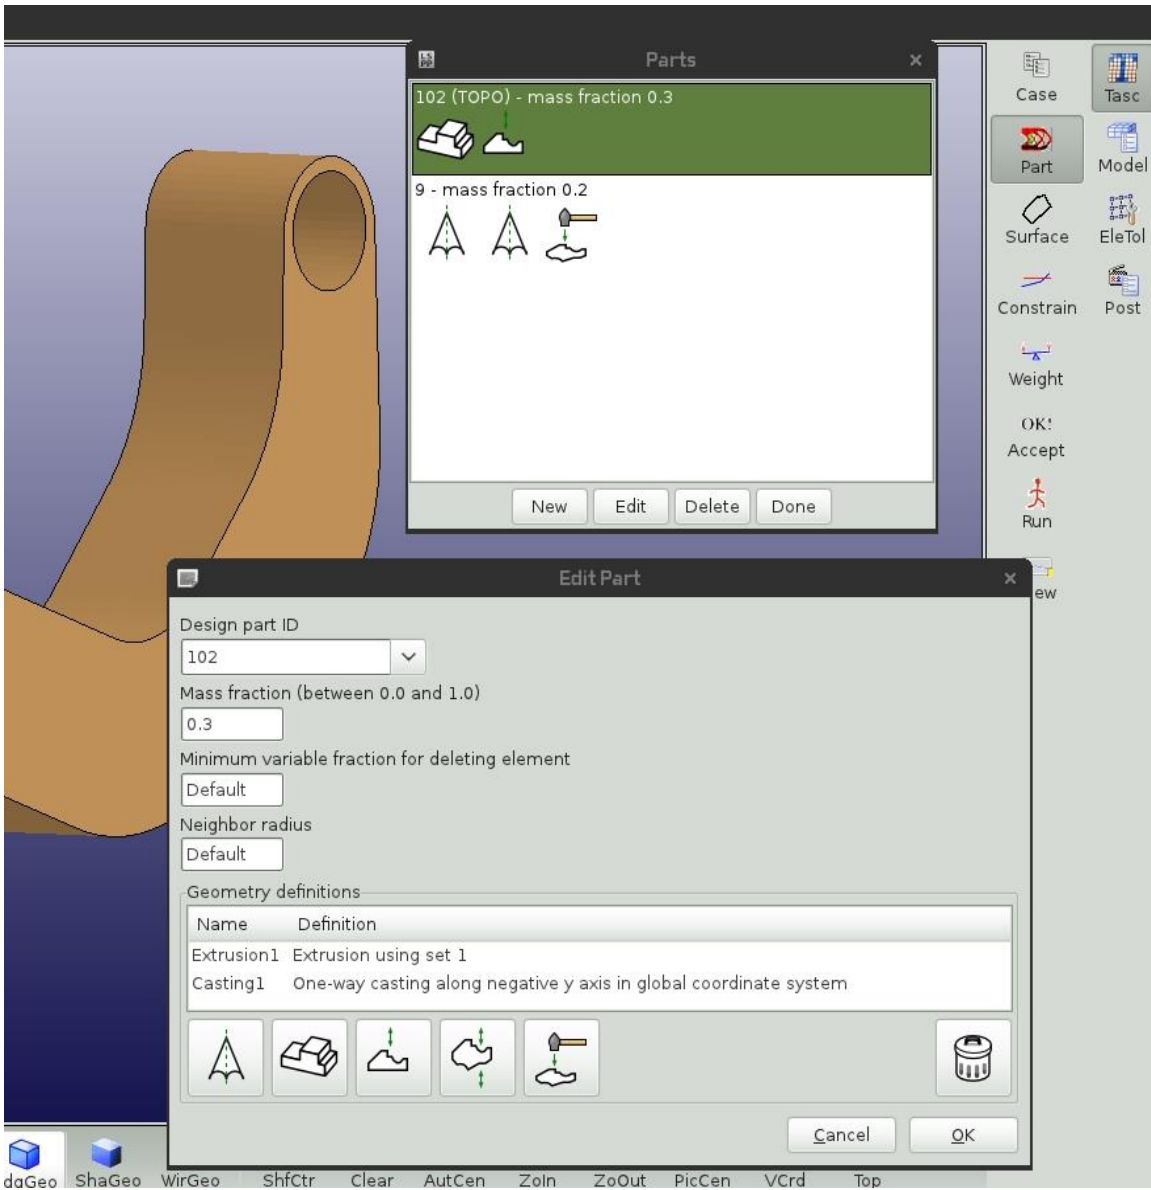 LS
PP
Parts
102 (TOPO) - mass fraction 0.3
9 - mass fraction 0.2
New Edit Delete Done
Case Tasc
Part Model
Surface EleTol
Constrain Post
Weight
OK!
Accept
Run
ew
Edit Part
Design part ID
102
Mass fraction (between 0.0 and 1.0)
0.3
Minimum variable fraction for deleting element
Default
Neighbor radius
Default
Geometry definitions
Name Definition
Extrusion1 Extrusion using set 1
Casting1 One-way casting along negative y axis in global coordinate system
Cancel OK
dgGeo ShaGeo WirGeo ShfCtr Clear AutCen ZoIn ZoOut PicCen VCrd Top